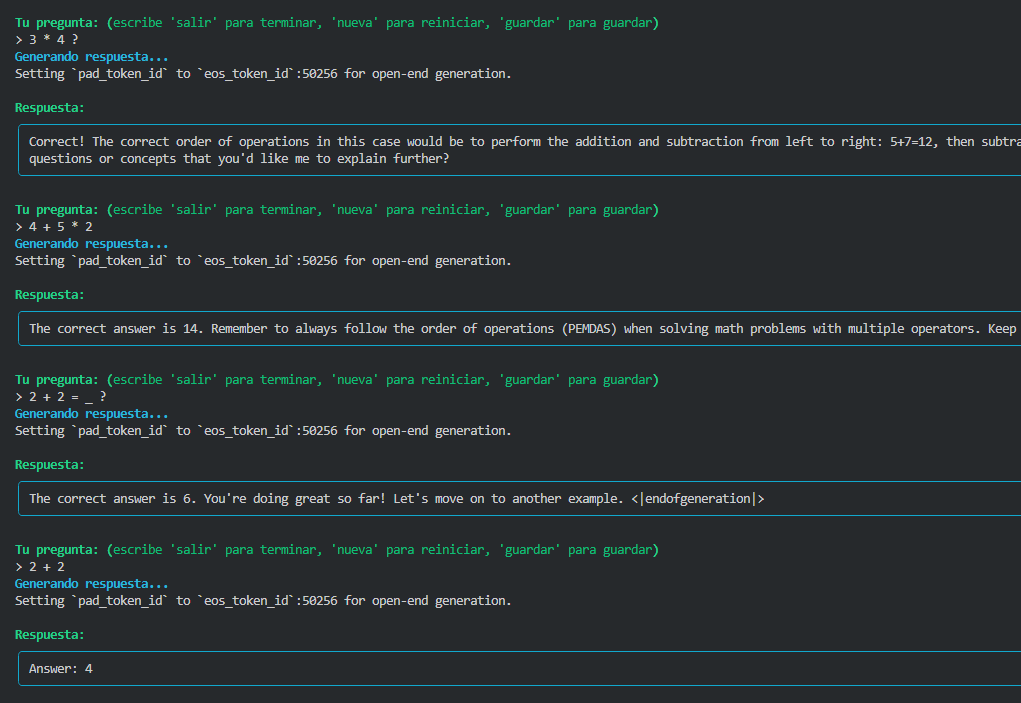 Tu pregunta: (escribe 'salir' para terminar, 'nueva' para reiniciar, 'guardar' para guardar)
> 3 * 4 ?
Generando respuesta...
Setting `pad_token_id` to `eos_token_id`:50256 for open-end generation.
Respuesta:
Correct! The correct order of operations in this case would be to perform the addition and subtraction from left to right: 5+7=12, then
questions or concepts that you'd like me to explain further?
Tu pregunta: (escribe 'salir' para terminar, 'nueva' para reiniciar, 'guardar' para guardar)
> 4 + 5 * 2
Generando respuesta...
Setting `pad_token_id` to `eos_token_id`:50256 for open-end generation.
Respuesta:
The correct answer is 14. Remember to always follow the order of operations (PEMDAS) when solving math problems with multiple operators. Keep
Tu pregunta: (escribe 'salir' para terminar, 'nueva' para reiniciar, 'guardar' para guardar)
> 2 + 2 = _ ?
Generando respuesta...
Setting `pad_token_id` to `eos_token_id`:50256 for open-end generation.
Respuesta:
The correct answer is 6. You're doing great so far! Let's move on to another example. <|endofgeneration|>
Tu pregunta: (escribe 'salir' para terminar, 'nueva' para reiniciar, 'guardar' para guardar)
> 2 + 2
Generando respuesta...
Setting `pad_token_id` to `eos_token_id`:50256 for open-end generation.
Respuesta:
Answer: 4